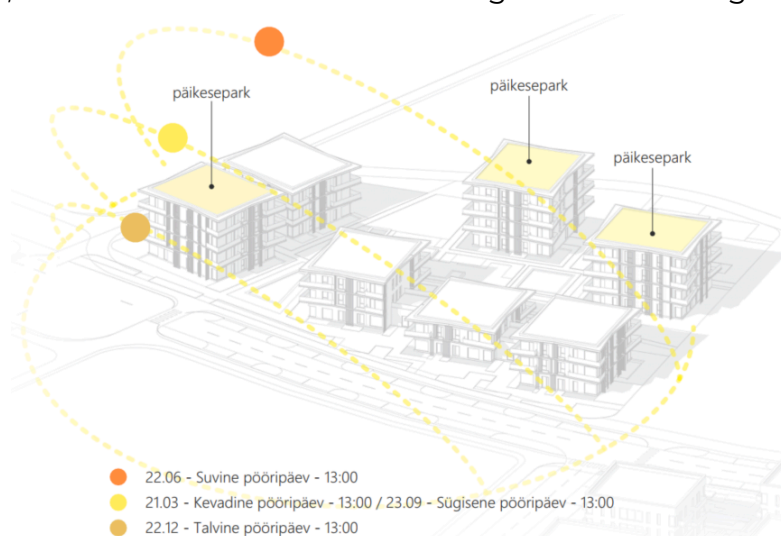 päikesepark
päikesepark
päikesepark
22.06 - Suvine pööripäev - 13:00
21.03 - Kevadine pööripäev - 13:00 / 23.09 - Sügisene pööripäev - 13:00
22.12 - Talvine pööripäev - 13:00